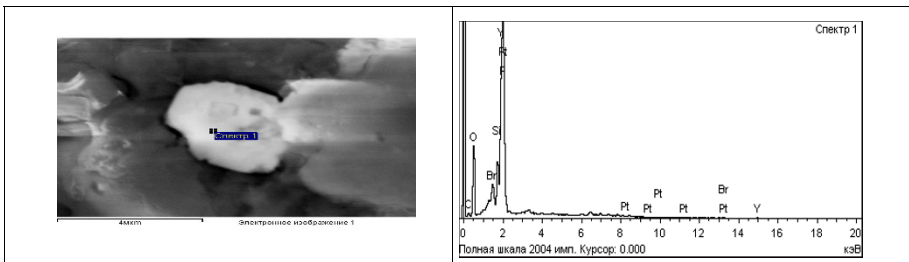 Спектр 1
4мкм
Электронное изображение 1
Спектр 1
Y
Pt
P
Si
O
Br
C
Pt
Pt
Pt
Pt
Br
Pt
Y
0 2 4 6 8 10 12 14 16 18 20
Полная шкала 2004 имп. Курсор: 0.000
кэВ